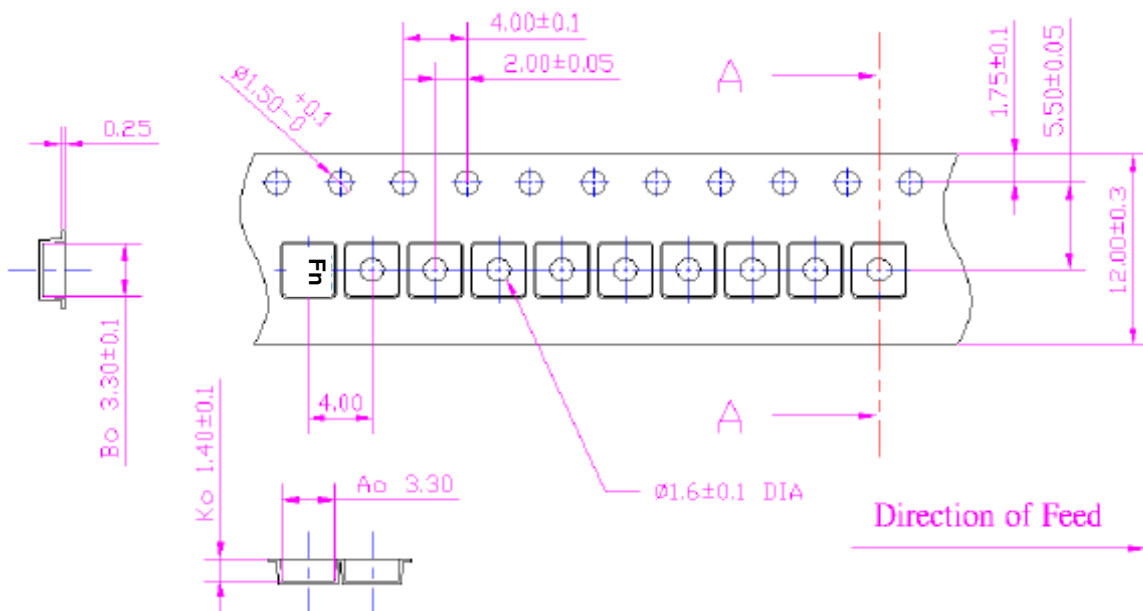 4.00±0.1
2.00±0.05
Ø1.50 +0.1 -0
0.25
A
1.75±0.1
5.50±0.05
12.00±0.3
Fn
Bo 3.30±0.1
4.00
A
Ko 1.40±0.1
Ao 3.30
Ø1.6±0.1 DIA
Direction of Feed